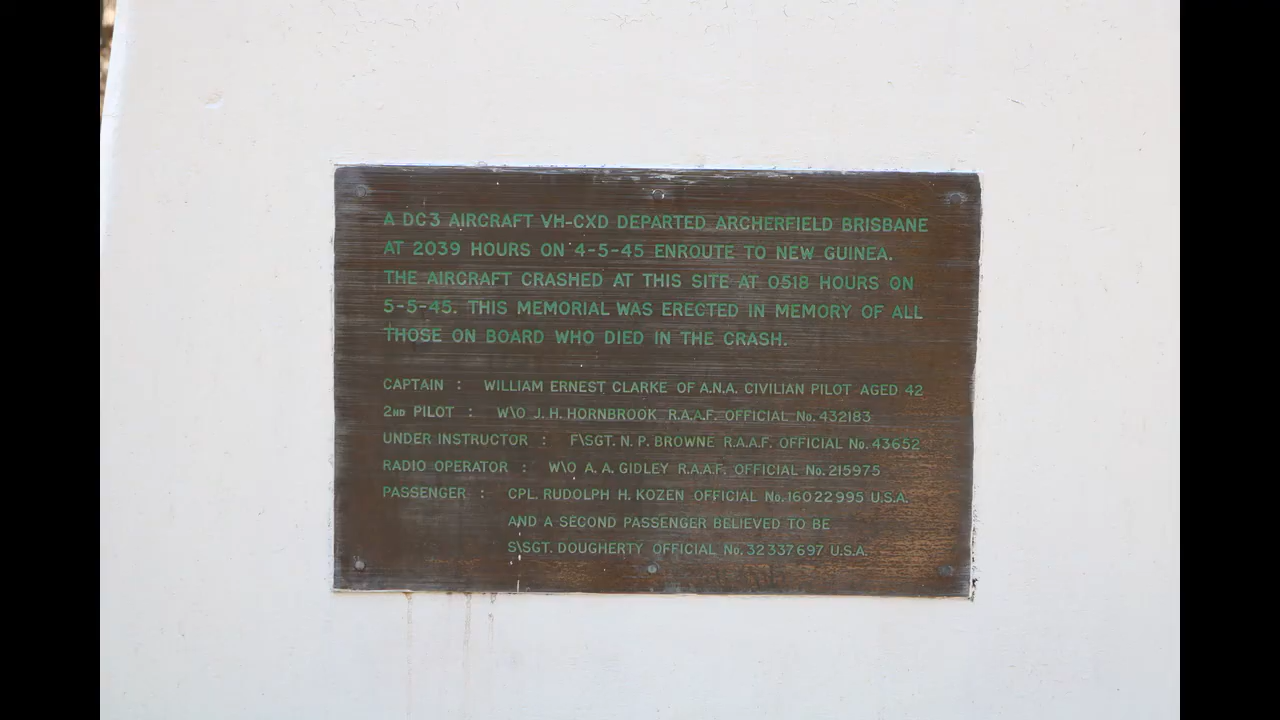 A DC3 AIRCRAFT VH-CXD DEPARTED ARCHERFIELD BRISBANE
AT 2039 HOURS ON 4-5-45 ENROUTE TO NEW GUINEA.
THE AIRCRAFT CRASHED AT THIS SITE AT 0518 HOURS ON
5-5-45. THIS MEMORIAL WAS ERECTED IN MEMORY OF ALL
THOSE ON BOARD WHO DIED IN THE CRASH.
CAPTAIN : WILLIAM ERNEST CLARKE OF A.N.A. CIVILIAN PILOT AGED 42
2ND PILOT : W\O J. H. HORNBROOK R.A.A.F. OFFICIAL No. 432183
UNDER INSTRUCTOR : F\SGT. N. P. BROWNE R.A.A.F. OFFICIAL No. 43652
RADIO OPERATOR : W\O A. A. GIDLEY R.A.A.F. OFFICIAL No. 215975
PASSENGER : CPL. RUDOLPH H. KOZEN OFFICIAL No. 16022995 U.S.A.
AND A SECOND PASSENGER BELIEVED TO BE
S\SGT. DOUGHERTY OFFICIAL No. 32337697 U.S.A.